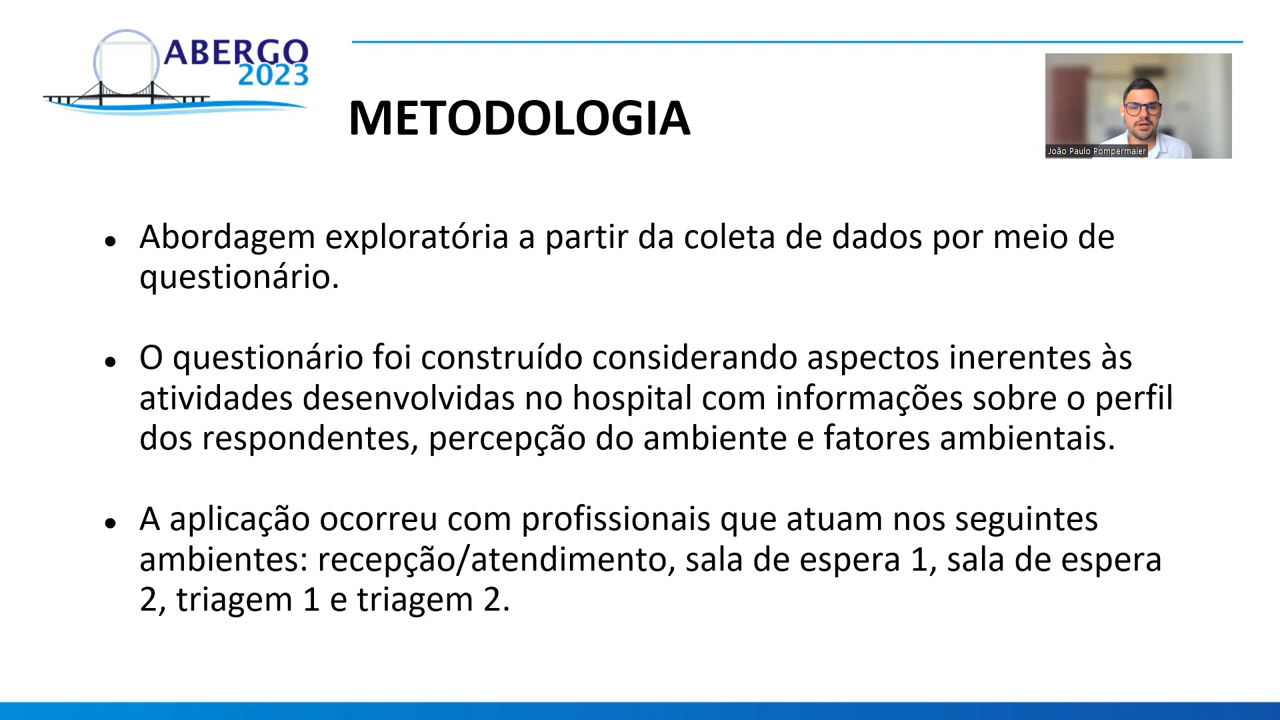 ABERGO
2023
METODOLOGIA
João Paulo Pompermaier
● Abordagem exploratória a partir da coleta de dados por meio de
questionário.
● O questionário foi construído considerando aspectos inerentes às
atividades desenvolvidas no hospital com informações sobre o perfil
dos respondentes, percepção do ambiente e fatores ambientais.
● A aplicação ocorreu com profissionais que atuam nos seguintes
ambientes: recepção/atendimento, sala de espera 1, sala de espera
2, triagem 1 e triagem 2.